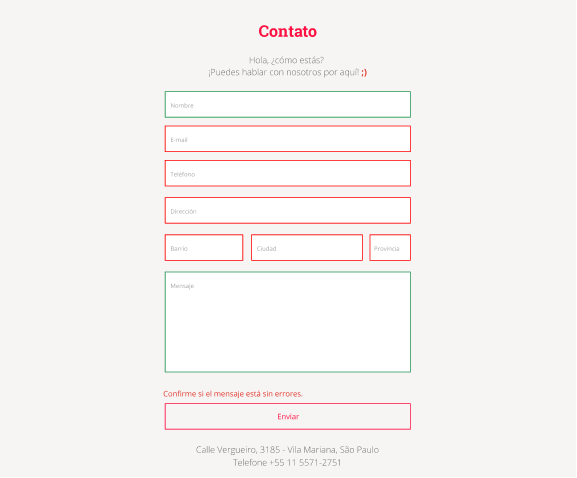 Contato
Hola, ¿cómo estás?
¡Puedes hablar con nosotros por aquí! ;)
Nombre
E-mail
Teléfono
Dirección
Barrio Ciudad Provincia
Mensaje
Confirme si el mensaje está sin errores.
Enviar
Calle Vergueiro, 3185 - Vila Mariana, São Paulo
Telefone +55 11 5571-2751